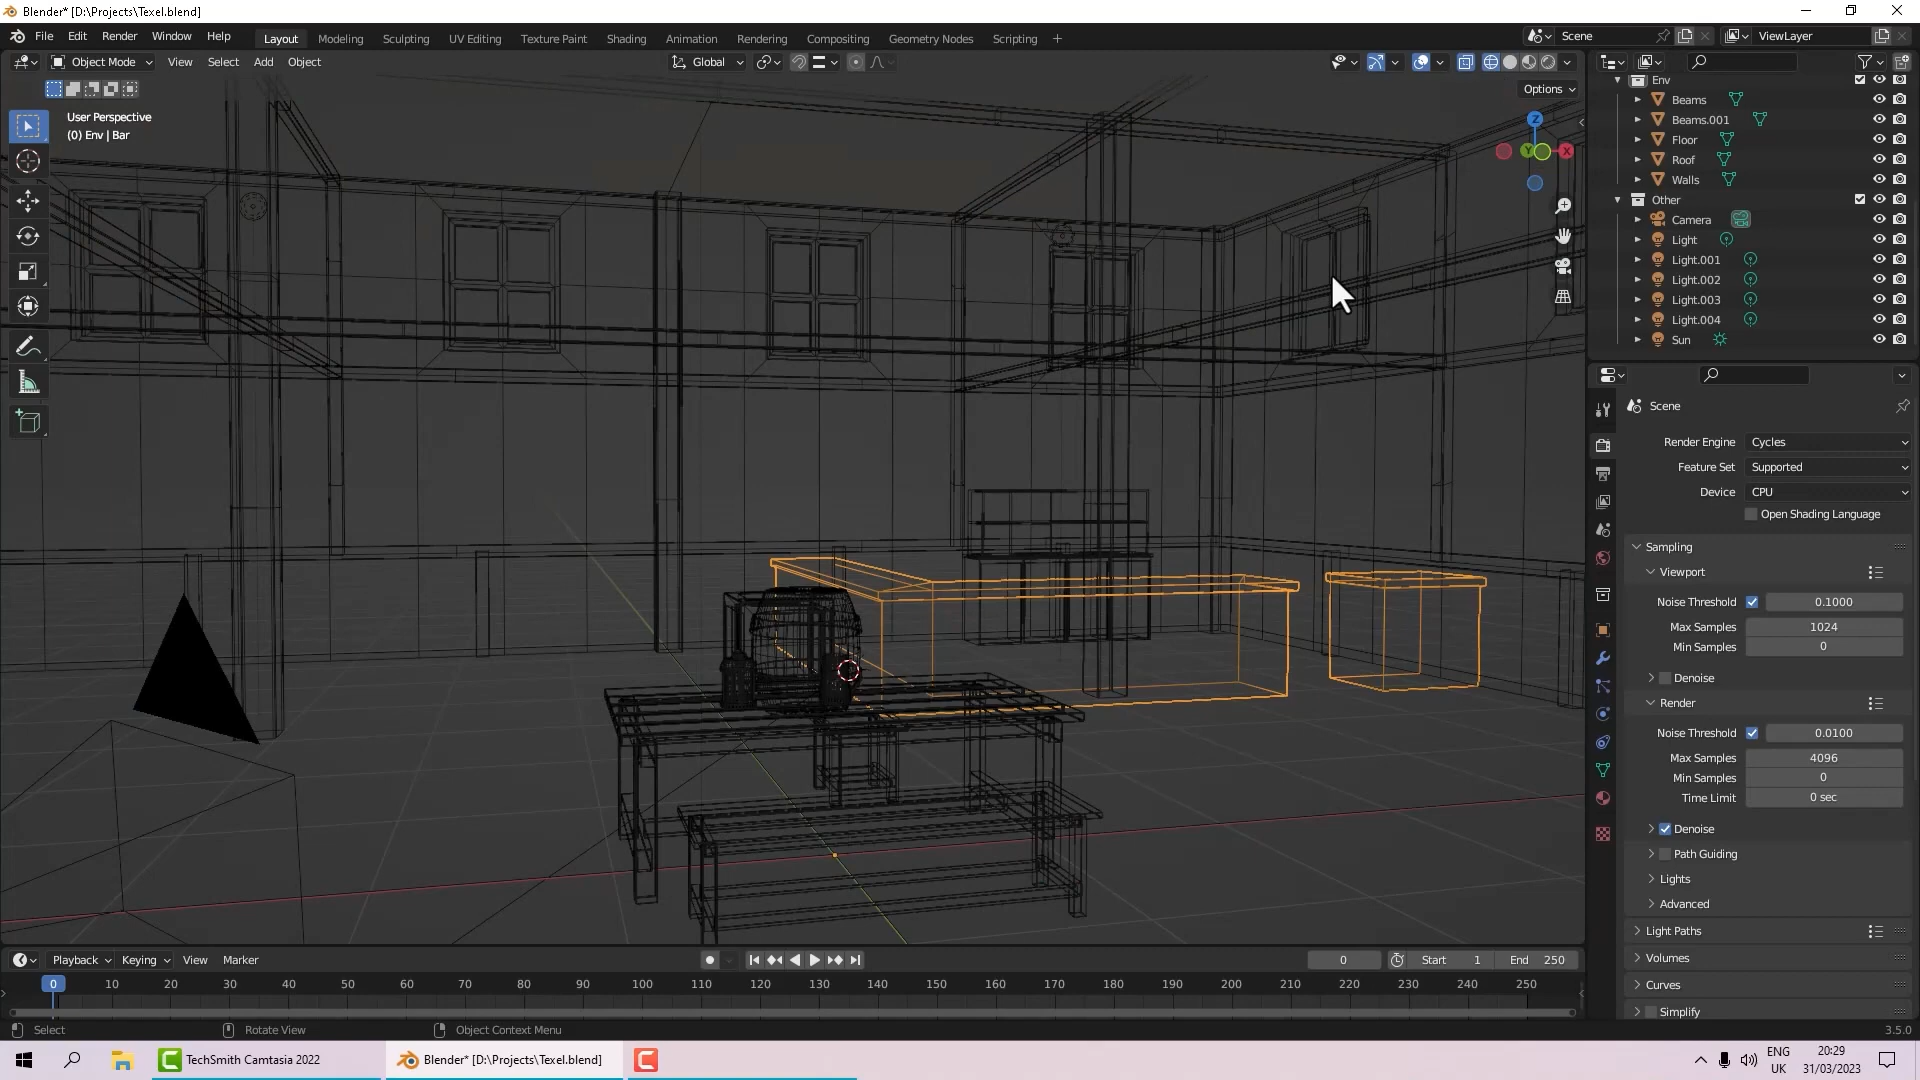 Blender* [D:\Projects\Texel.blend]
File Edit Render Window Help Layout Modeling Sculpting UV Editing Texture Paint Shading Animation Rendering Compositing Geometry Nodes Scripting + Scene ViewLayer
Object Mode View Select Add Object Global
Options
User Perspective
(0) Env | Bar
Z
Y
X
Env
Beams
Beams.001
Floor
Roof
Walls
Other
Camera
Light
Light.001
Light.002
Light.003
Light.004
Sun
Scene
Render Engine Cycles
Feature Set Supported
Device CPU
Open Shading Language
Sampling
Viewport
Noise Threshold 0.1000
Max Samples 1024
Min Samples 0
Denoise
Render
Noise Threshold 0.0100
Max Samples 4096
Min Samples 0
Time Limit 0 sec
Denoise
Path Guiding
Lights
Advanced
Light Paths
Volumes
Curves
Simplify
Playback Keying View Marker 0 Start 1 End 250
0 10 20 30 40 50 60 70 80 90 100 110 120 130 140 150 160 170 180 190 200 210 220 230 240 250
Select Rotate View Object Context Menu 3.5.0
TechSmith Camtasia 2022 Blender* [D:\Projects\Texel.blend]
ENG
UK
20:29
31/03/2023